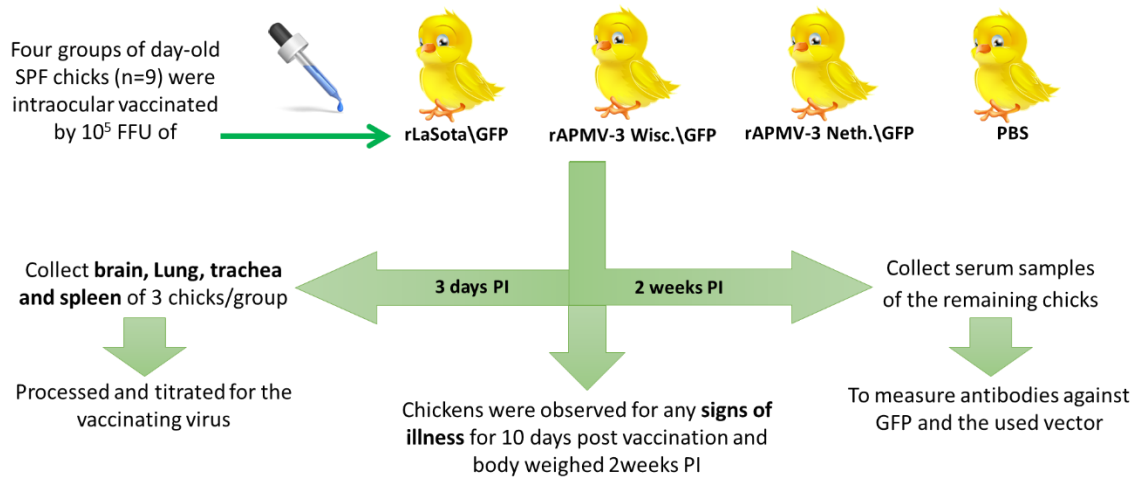 Four groups of day-old
SPF chicks (n=9) were
intraocular vaccinated
by 10⁵ FFU of
rLaSota\GFP
rAPMV-3 Wisc.\GFP
rAPMV-3 Neth.\GFP
PBS
Collect brain, Lung, trachea
and spleen of 3 chicks/group
3 days PI
2 weeks PI
Collect serum samples
of the remaining chicks
Processed and titrated for the
vaccinating virus
Chickens were observed for any signs of
illness for 10 days post vaccination and
body weighed 2weeks PI
To measure antibodies against
GFP and the used vector